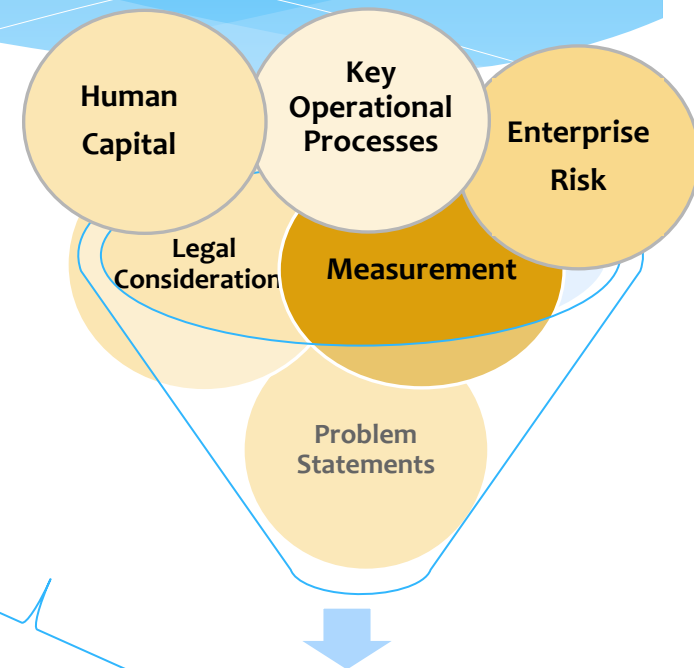 Human
Capital
Key
Operational
Processes
Enterprise
Risk
Legal
Consideration
Measurement
Problem
Statements